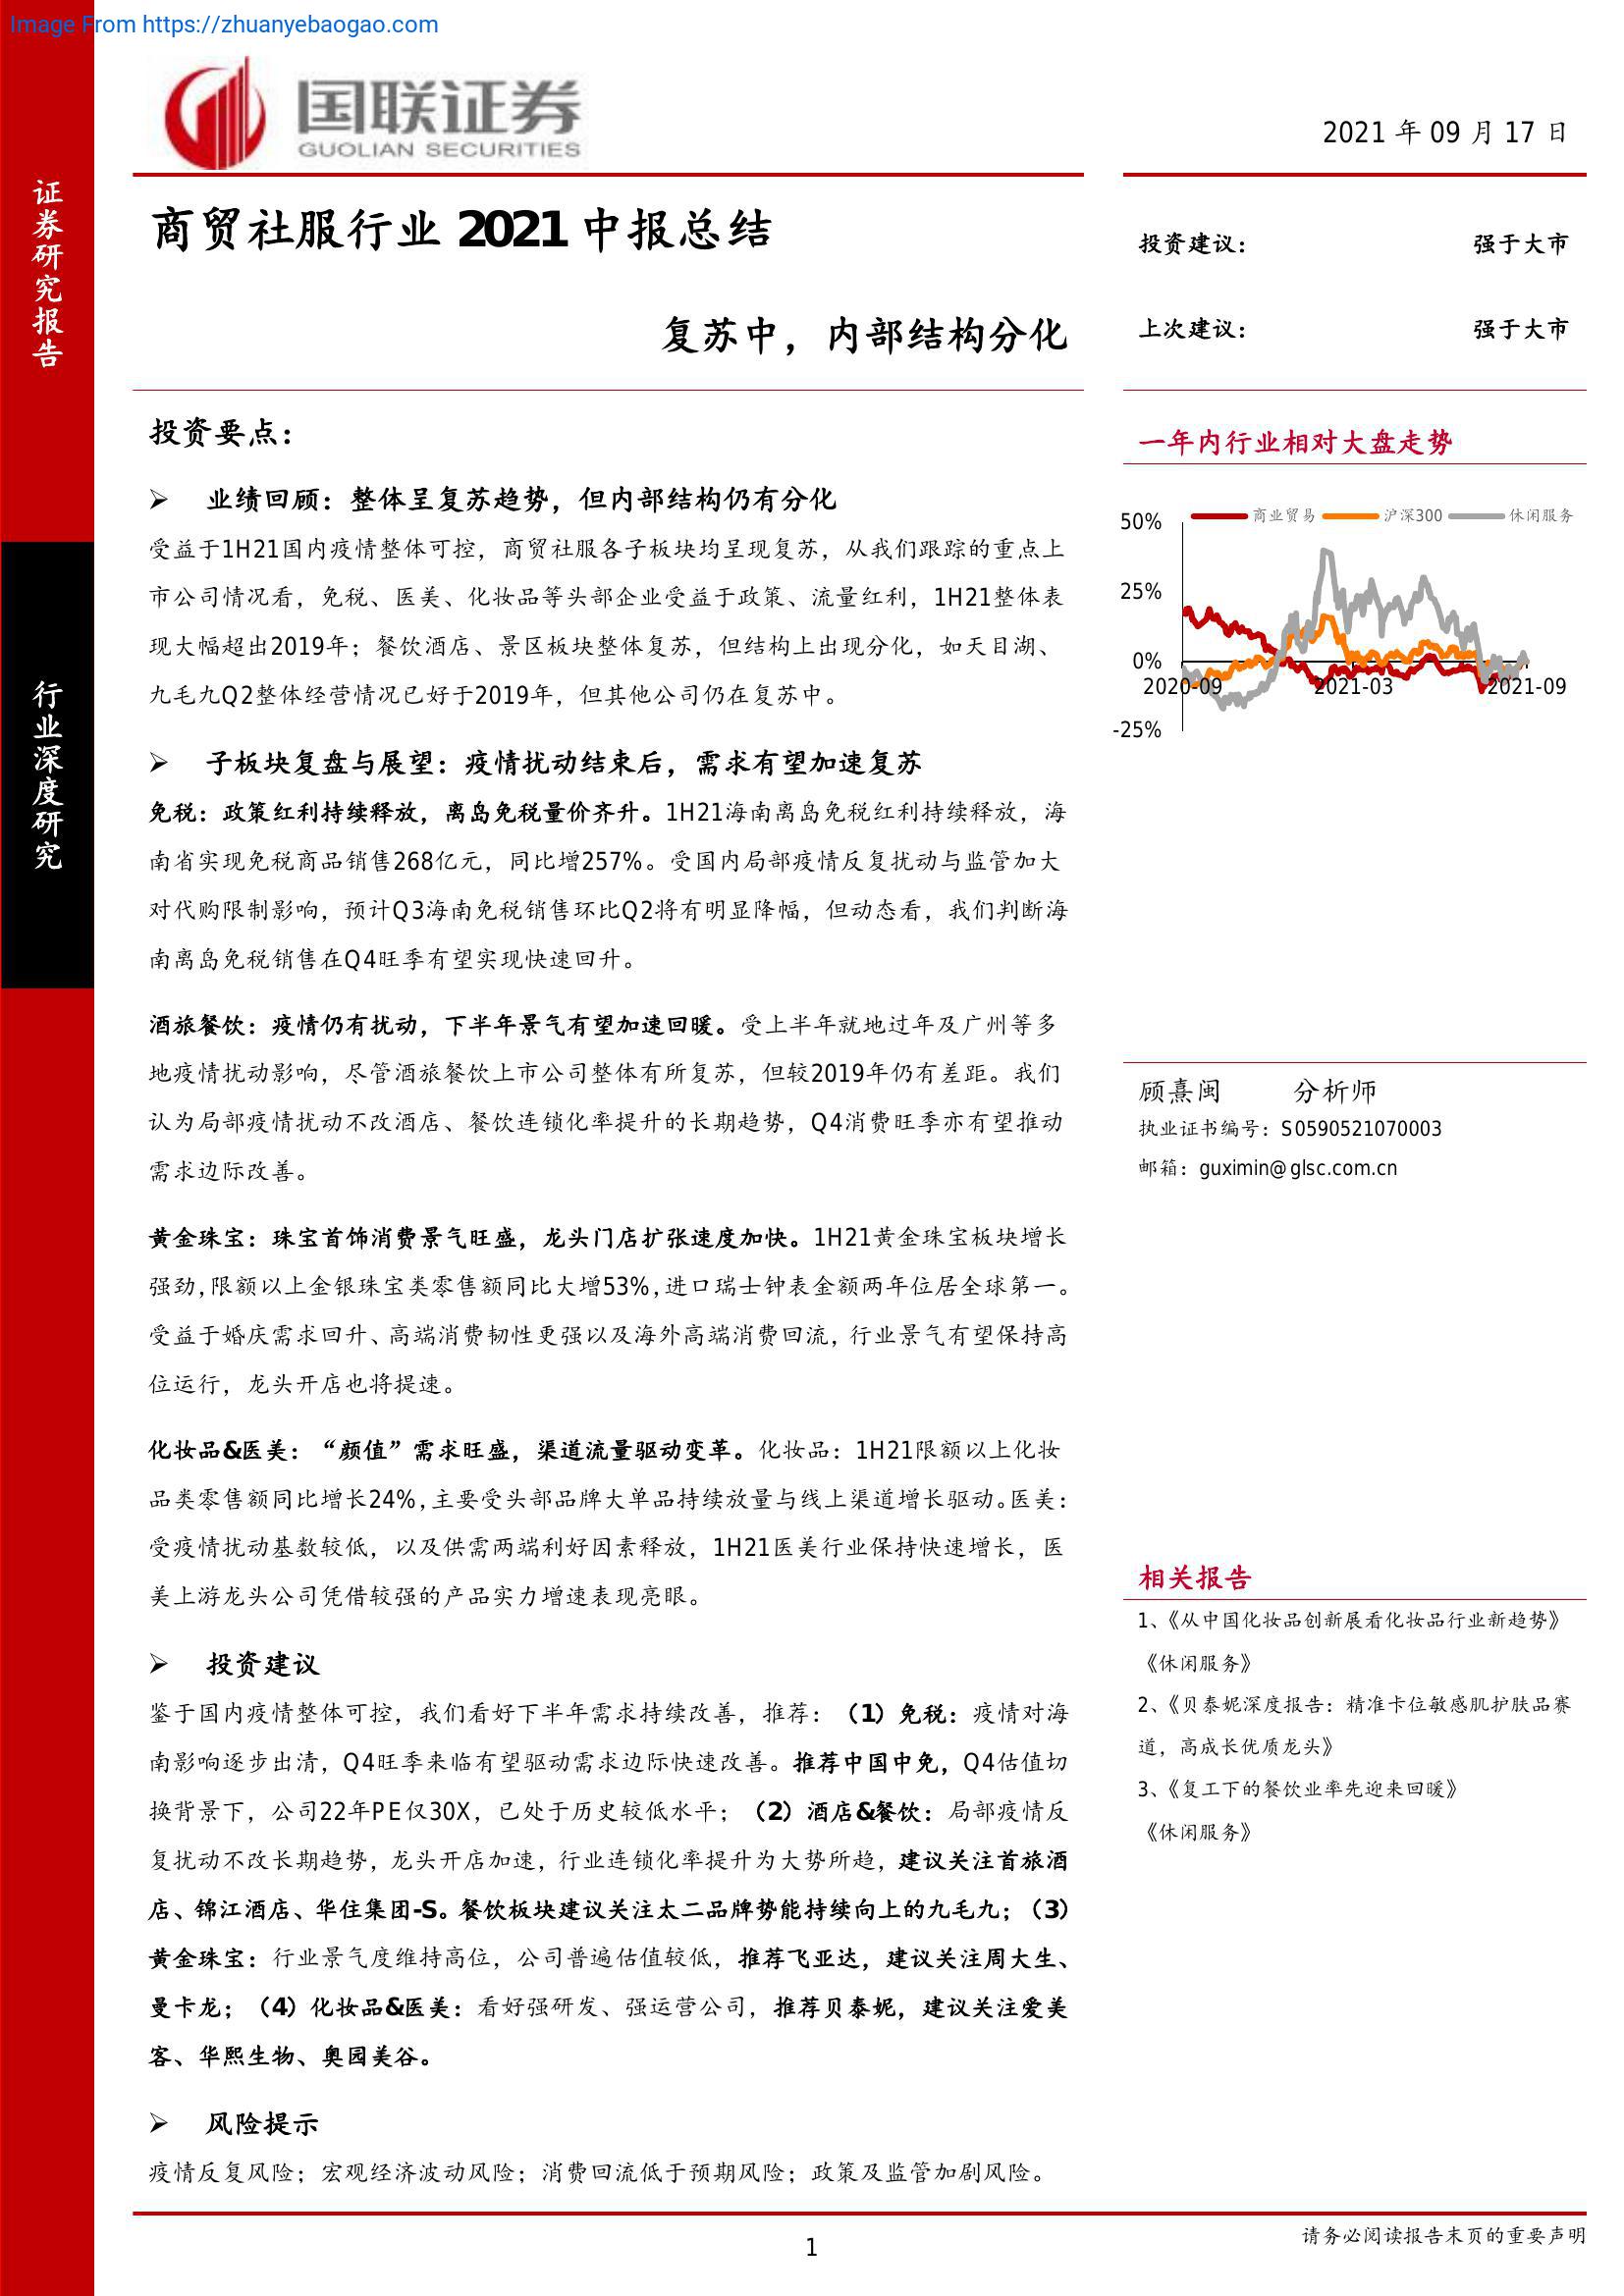 Image From https://zhuanyebaogao.com
国联证券
GUOLIAN SECURITIES
2021 年 09 月 17 日
证券研究报告
行业深度研究
商贸社服行业 2021 中报总结
复苏中，内部结构分化
投资建议： 强于大市
上次建议： 强于大市
投资要点：
➢ 业绩回顾：整体呈复苏趋势，但内部结构仍有分化
受益于1H21国内疫情整体可控，商贸社服各子板块均呈现复苏，从我们跟踪的重点上
市公司情况看，免税、医美、化妆品等头部企业受益于政策、流量红利，1H21整体表
现大幅超出2019年；餐饮酒店、景区板块整体复苏，但结构上出现分化，如天目湖、
九毛九Q2整体经营情况已好于2019年，但其他公司仍在复苏中。
➢ 子板块复盘与展望：疫情扰动结束后，需求有望加速复苏
免税：政策红利持续释放，离岛免税量价齐升。1H21海南离岛免税红利持续释放，海
南省实现免税商品销售268亿元，同比增257%。受国内局部疫情反复扰动与监管加大
对代购限制影响，预计Q3海南免税销售环比Q2将有明显降幅，但动态看，我们判断海
南离岛免税销售在Q4旺季有望实现快速回升。
酒旅餐饮：疫情仍有扰动，下半年景气有望加速回暖。受上半年就地过年及广州等多
地疫情扰动影响，尽管酒旅餐饮上市公司整体有所复苏，但较2019年仍有差距。我们
认为局部疫情扰动不改酒店、餐饮连锁化率提升的长期趋势，Q4消费旺季亦有望推动
需求边际改善。
黄金珠宝：珠宝首饰消费景气旺盛，龙头门店扩张速度加快。1H21黄金珠宝板块增长
强劲，限额以上金银珠宝类零售额同比大增53%，进口瑞士钟表金额两年位居全球第一。
受益于婚庆需求回升、高端消费韧性更强以及海外高端消费回流，行业景气有望保持高
位运行，龙头开店也将提速。
化妆品&医美：“颜值”需求旺盛，渠道流量驱动变革。化妆品：1H21限额以上化妆
品类零售额同比增长24%，主要受头部品牌大单品持续放量与线上渠道增长驱动。医美：
受疫情扰动基数较低，以及供需两端利好因素释放，1H21医美行业保持快速增长，医
美上游龙头公司凭借较强的产品实力增速表现亮眼。
➢ 投资建议
鉴于国内疫情整体可控，我们看好下半年需求持续改善，推荐：（1）免税：疫情对海
南影响逐步出清，Q4旺季来临有望驱动需求边际快速改善。推荐中国中免，Q4估值切
换背景下，公司22年PE仅30X，已处于历史较低水平；（2）酒店&餐饮：局部疫情反
复扰动不改长期趋势，龙头开店加速，行业连锁化率提升为大势所趋，建议关注首旅酒
店、锦江酒店、华住集团-S。餐饮板块建议关注太二品牌势能持续向上的九毛九；（3）
黄金珠宝：行业景气度维持高位，公司普遍估值较低，推荐飞亚达，建议关注周大生、
曼卡龙；（4）化妆品&医美：看好强研发、强运营公司，推荐贝泰妮，建议关注爱美
客、华熙生物、奥园美谷。
➢ 风险提示
疫情反复风险；宏观经济波动风险；消费回流低于预期风险；政策及监管加剧风险。
一年内行业相对大盘走势
商业贸易 沪深300 休闲服务
50%
25%
0%
-25%
2020-09 2021-03 2021-09
顾熹闽 分析师
执业证书编号：S0590521070003
邮箱：guximin@glsc.com.cn
相关报告
1、《从中国化妆品创新展看化妆品行业新趋势》
《休闲服务》
2、《贝泰妮深度报告：精准卡位敏感肌护肤品赛
道，高成长优质龙头》
3、《复工下的餐饮业率先迎来回暖》
《休闲服务》
1
请务必阅读报告末页的重要声明